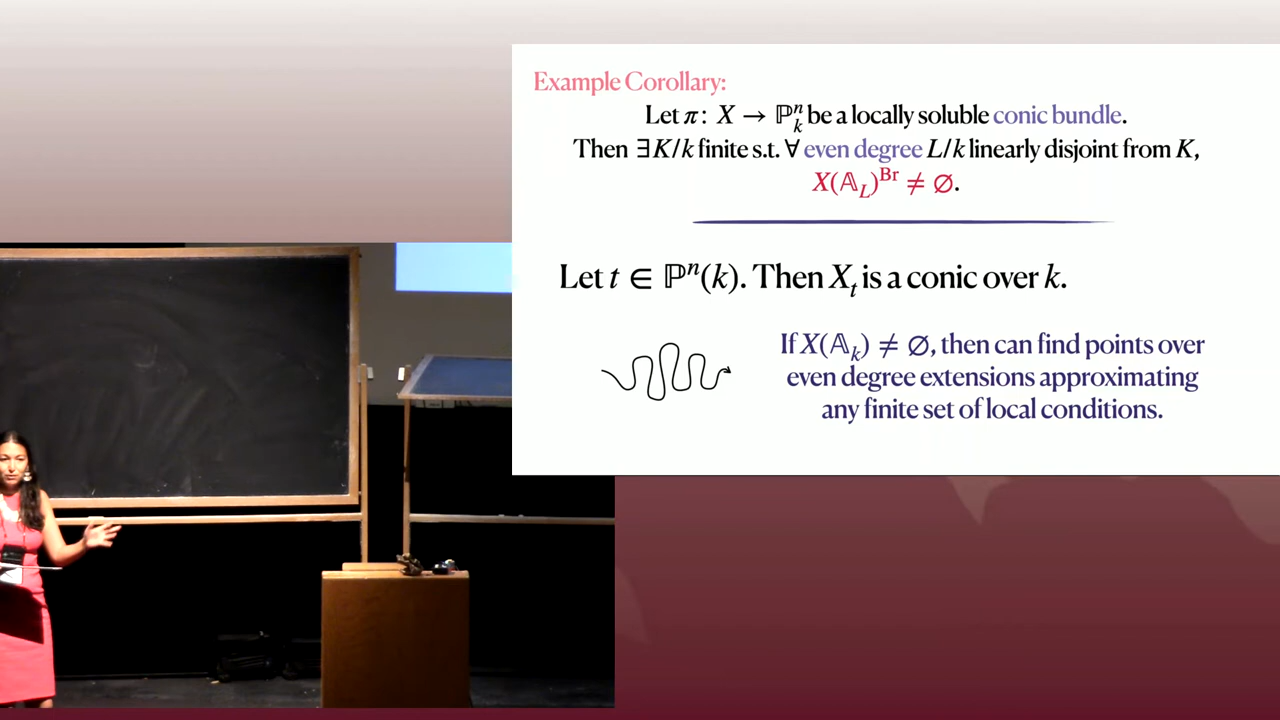 Example Corollary:
Let π: X → ℙⁿₖ be a locally soluble conic bundle.
Then ∃K/k finite s.t. ∀ even degree L/k linearly disjoint from K,
X(𝔸_L)^Br ≠ ∅.
Let t ∈ ℙⁿ(k). Then Xₜ is a conic over k.
If X(𝔸ₖ) ≠ ∅, then can find points over
even degree extensions approximating
any finite set of local conditions.